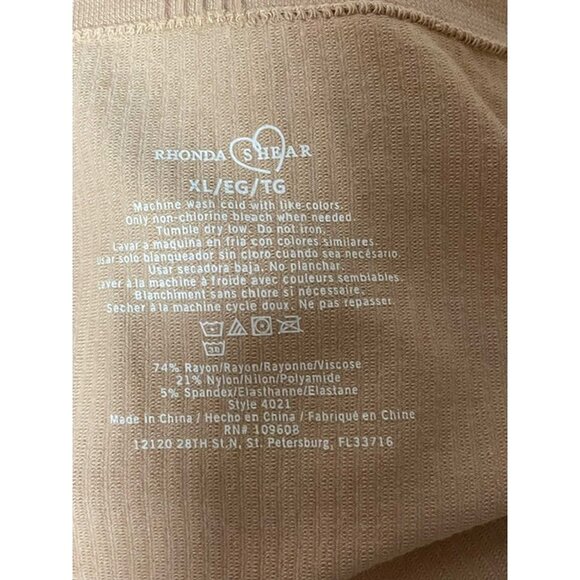 RHONDA SHEAR
XL/EG/TG
Machine wash cold with like-colors.
Only non-chlorine bleach when needed.
Tumble dry low. Do not iron.
Lavar a maquina en fria con colores similares.
usar solo blanqueador sin cloro cuando sea necesario.
Usar secadora baja. No planchar.
Laver à la machine à froide avec couleurs semblables.
Blanchiment sans chlore si nécessaire.
Sécher à la machine cycle doux. Ne pas repasser.
30
74% Rayon/Rayon/Rayonne/Viscose
21% Nylon/Nilon/Polyamide
5% Spandex/Elasthanne/Elastane
Style 4021
Made in China / Hecho en China / Fabriqué en Chine
RN# 109608
12120 28TH St.N, St. Petersburg, FL33716